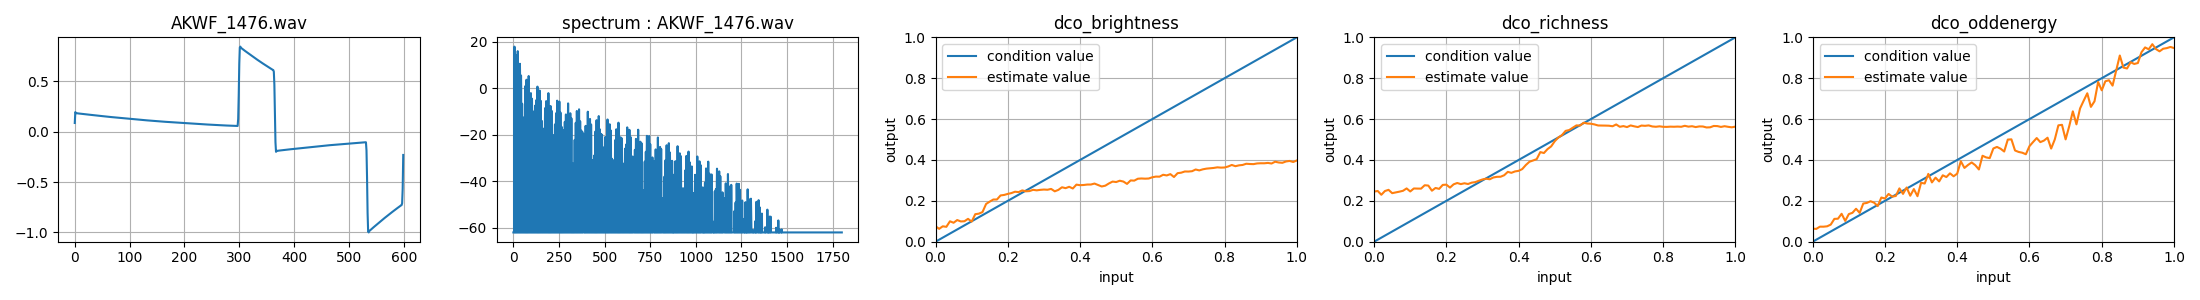 AKWF_1476.wav
0.5
0.0
−0.5
−1.0
0 100 200 300 400 500 600
spectrum : AKWF_1476.wav
20
0
−20
−40
−60
0 250 500 750 1000 1250 1500 1750
dco_brightness
condition value
estimate value
output
1.0
0.8
0.6
0.4
0.2
0.0
0.0 0.2 0.4 0.6 0.8 1.0
input
dco_richness
condition value
estimate value
output
1.0
0.8
0.6
0.4
0.2
0.0
0.0 0.2 0.4 0.6 0.8 1.0
input
dco_oddenergy
condition value
estimate value
output
1.0
0.8
0.6
0.4
0.2
0.0
0.0 0.2 0.4 0.6 0.8 1.0
input